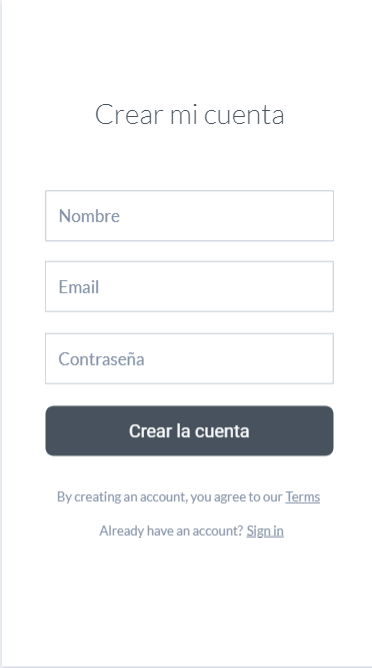 Crear mi cuenta
Nombre
Email
Contraseña
Crear la cuenta
By creating an account, you agree to our Terms
Already have an account? Sign in